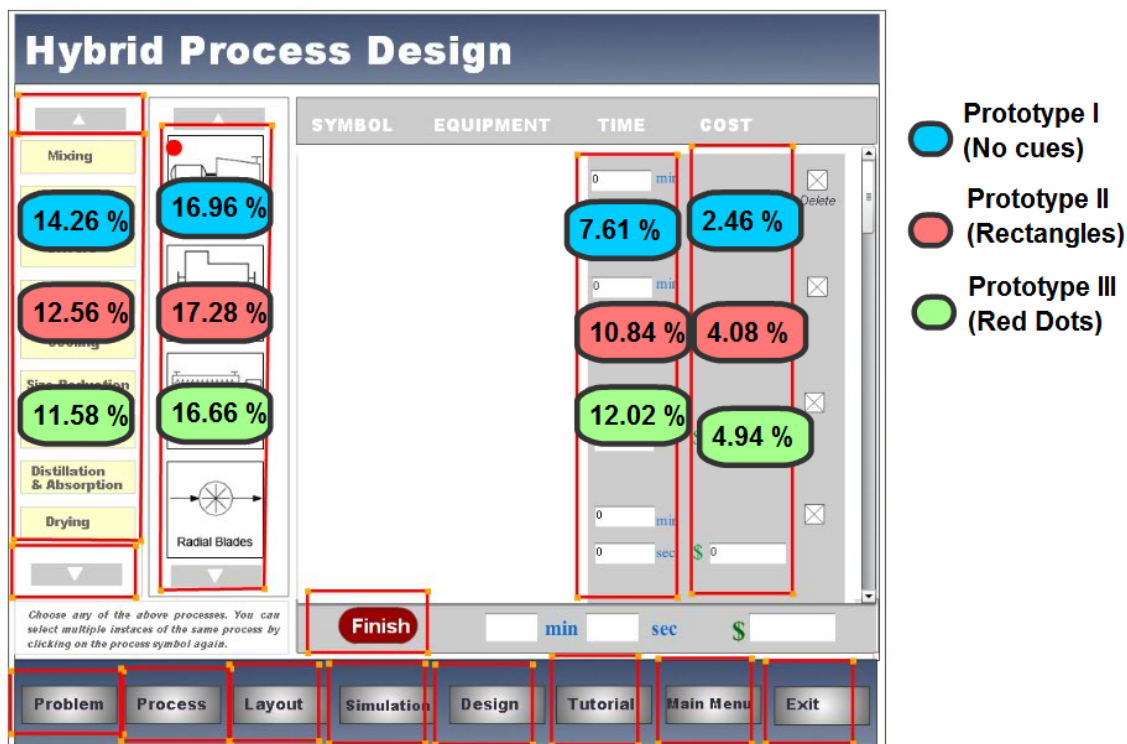 Hybrid Process Design
SYMBOL EQUIPMENT TIME COST
Mixing
Size Reduction
Distillation
& Absorption
Drying
Radial Blades
0 min
Delete
0 min
0 min
0 sec $ 0
14.26 % 16.96 % 7.61 % 2.46 %
12.56 % 17.28 % 10.84 % 4.08 %
11.58 % 16.66 % 12.02 % 4.94 %
Choose any of the above processes. You can
select multiple instaces of the same process by
clicking on the process symbol again.
Finish min sec $
Problem Process Layout Simulation Design Tutorial Main Menu Exit
Prototype I
(No cues)
Prototype II
(Rectangles)
Prototype III
(Red Dots)